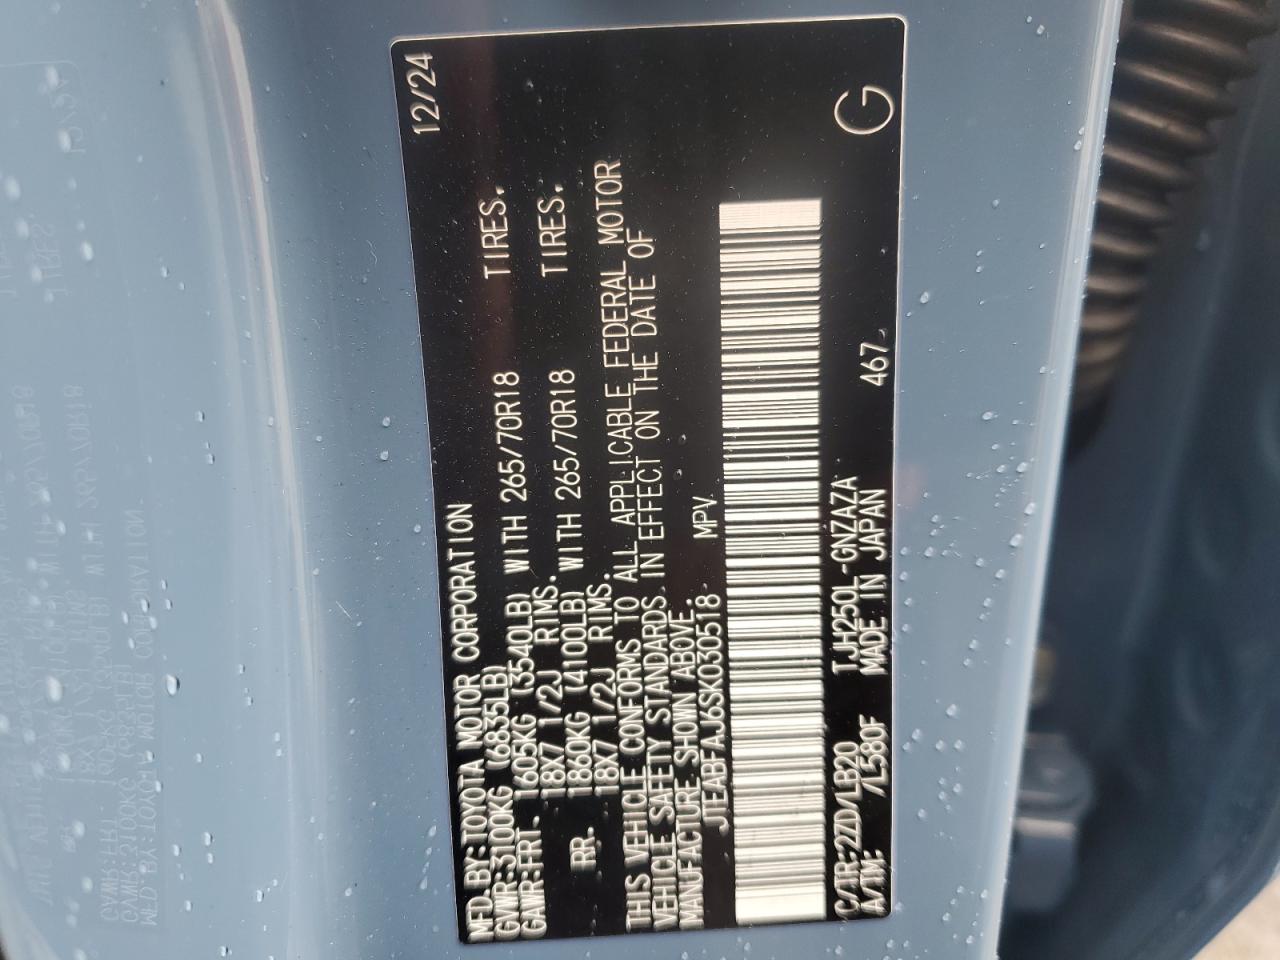 MFD.BY:TOYOTA MOTOR CORPORATION 12/24
GVWR:3100KG (6835LB)
GAWR:FRT. 1605KG (3540LB) WITH 265/70R18 TIRES.
18X7 1/2J RIMS.
RR. 1860KG (4100LB) WITH 265/70R18 TIRES.
18X7 1/2J RIMS.
THIS VEHICLE CONFORMS TO ALL APPLICABLE FEDERAL MOTOR
VEHICLE SAFETY STANDARDS IN EFFECT ON THE DATE OF
MANUFACTURE SHOWN ABOVE.
JTEABFAJ6SK030518 MPV
C/TR:2ZD/LB20 TJH250L-GNZAZA 467 G
A/TM: /L580F MADE IN JAPAN